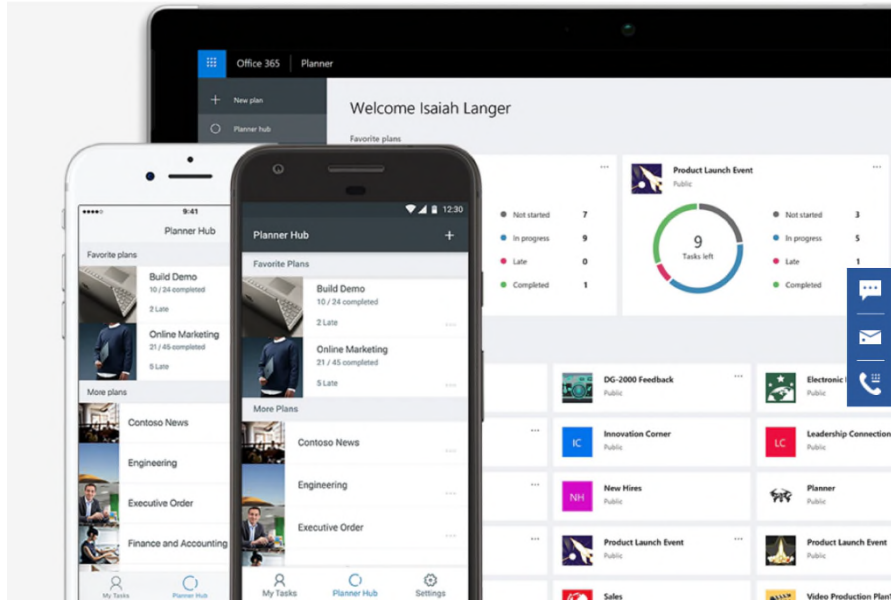 Office 365
Planner
New plan
Planner hub
Welcome Isaiah Langer
Favorite plans
Not started 7
In progress 9
Late 0
Completed 1
Product Launch Event
Public
9
Tasks left
Not started 3
In progress 5
Late 1
Completed
DG-2000 Feedback
Public
Electronic
Public
IC
Innovation Corner
Public
LC
Leadership Connection
Public
NH
New Hires
Public
Planner
Public
Product Launch Event
Public
Product Launch Event
Public
Sales
Video Production Plan
9:41
Planner Hub
Favorite plans
Build Demo
10 / 24 completed
2 Late
Online Marketing
21 / 45 completed
5 Late
More plans
Contoso News
Engineering
Executive Order
Finance and Accounting
My Tasks
Planner Hub
12:30
Planner Hub
Favorite Plans
Build Demo
10 / 24 completed
2 Late
Online Marketing
21 / 45 completed
5 Late
More Plans
Contoso News
Engineering
Executive Order
My Tasks
Planner Hub
Settings